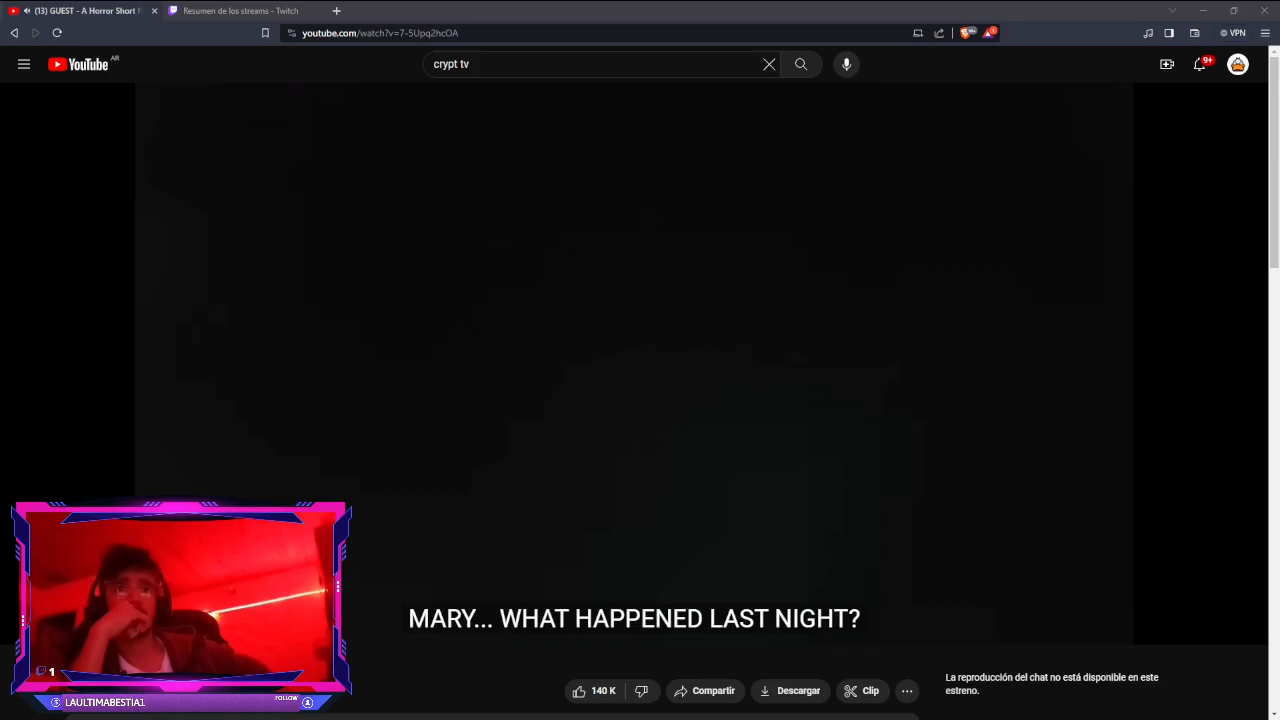 (13) GUEST - A Horror Short F
Resumen de los streams - Twitch
youtube.com/watch?v=7-5Upq2hcOA
VPN
YouTube AR
crypt tv
9+
MARY... WHAT HAPPENED LAST NIGHT?
1
FOLLOW
LAULTIMABESTIA1
140 K
Compartir
Descargar
Clip
La reproducción del chat no está disponible en este
estreno.